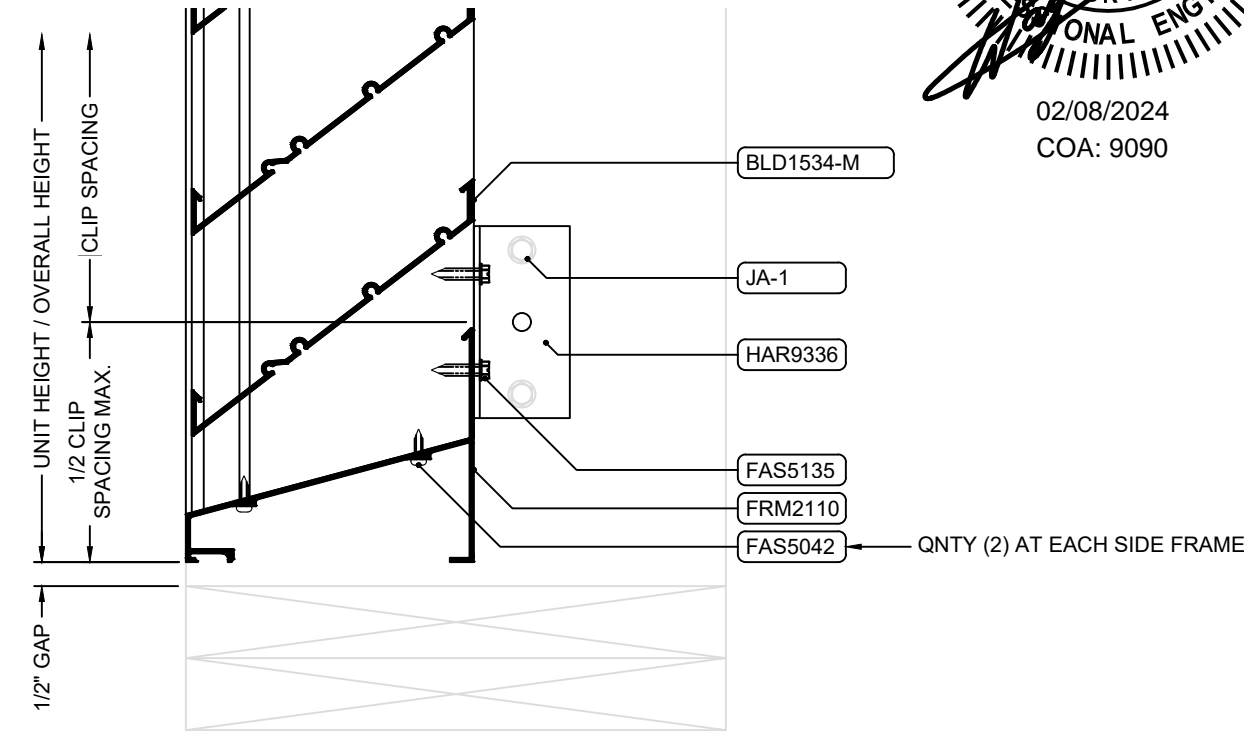 ONAL ENG
02/08/2024
COA: 9090
UNIT HEIGHT / OVERALL HEIGHT
CLIP SPACING
1/2 CLIP
SPACING MAX.
1/2" GAP
BLD1534-M
JA-1
HAR9336
FAS5135
FRM2110
FAS5042
QNTY (2) AT EACH SIDE FRAME